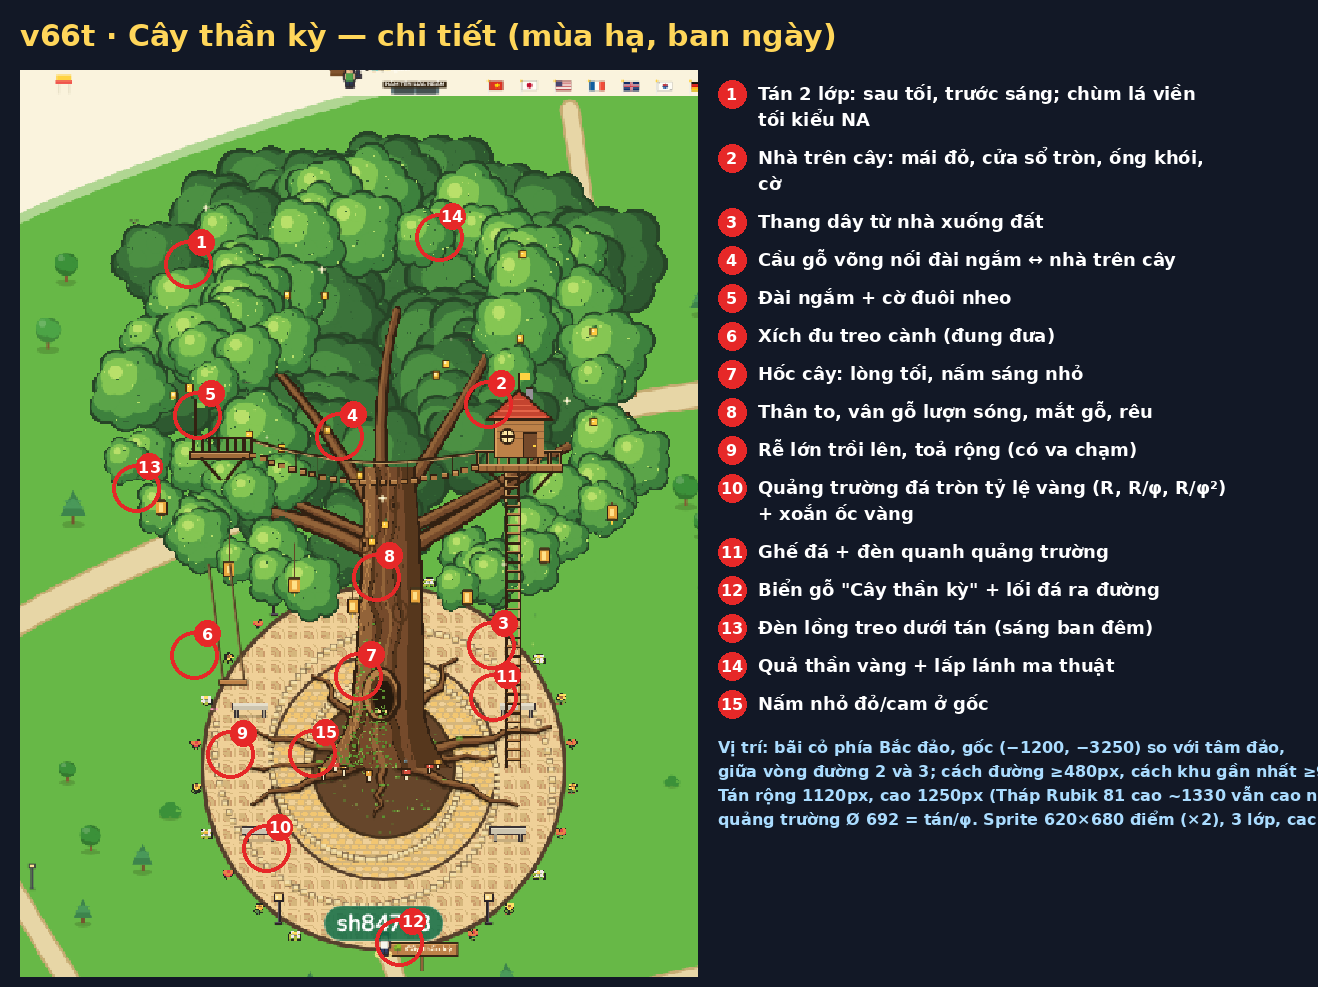 v66t · Cây thần kỳ — chi tiết (mùa hạ, ban ngày)
1 Tán 2 lớp: sau tối, trước sáng; chùm lá viền
tối kiểu NA
2 Nhà trên cây: mái đỏ, cửa sổ tròn, ống khói,
cờ
3 Thang dây từ nhà xuống đất
4 Cầu gỗ võng nối đài ngắm ↔ nhà trên cây
5 Đài ngắm + cờ đuôi nheo
6 Xích đu treo cành (đung đưa)
7 Hốc cây: lòng tối, nấm sáng nhỏ
8 Thân to, vân gỗ lượn sóng, mắt gỗ, rêu
9 Rễ lớn trồi lên, toả rộng (có va chạm)
10 Quảng trường đá tròn tỷ lệ vàng (R, R/φ, R/φ²)
+ xoắn ốc vàng
11 Ghế đá + đèn quanh quảng trường
12 Biển gỗ "Cây thần kỳ" + lối đá ra đường
13 Đèn lồng treo dưới tán (sáng ban đêm)
14 Quả thần vàng + lấp lánh ma thuật
15 Nấm nhỏ đỏ/cam ở gốc
Vị trí: bãi cỏ phía Bắc đảo, gốc (−1200, −3250) so với tâm đảo,
giữa vòng đường 2 và 3; cách đường ≥480px, cách khu gần nhất ≥
Tán rộng 1120px, cao 1250px (Tháp Rubik 81 cao ~1330 vẫn cao n
quảng trường Ø 692 = tán/φ. Sprite 620×680 điểm (×2), 3 lớp, cac
14
1
2
5
4
13
8
3
6
7
11
15
9
10
12